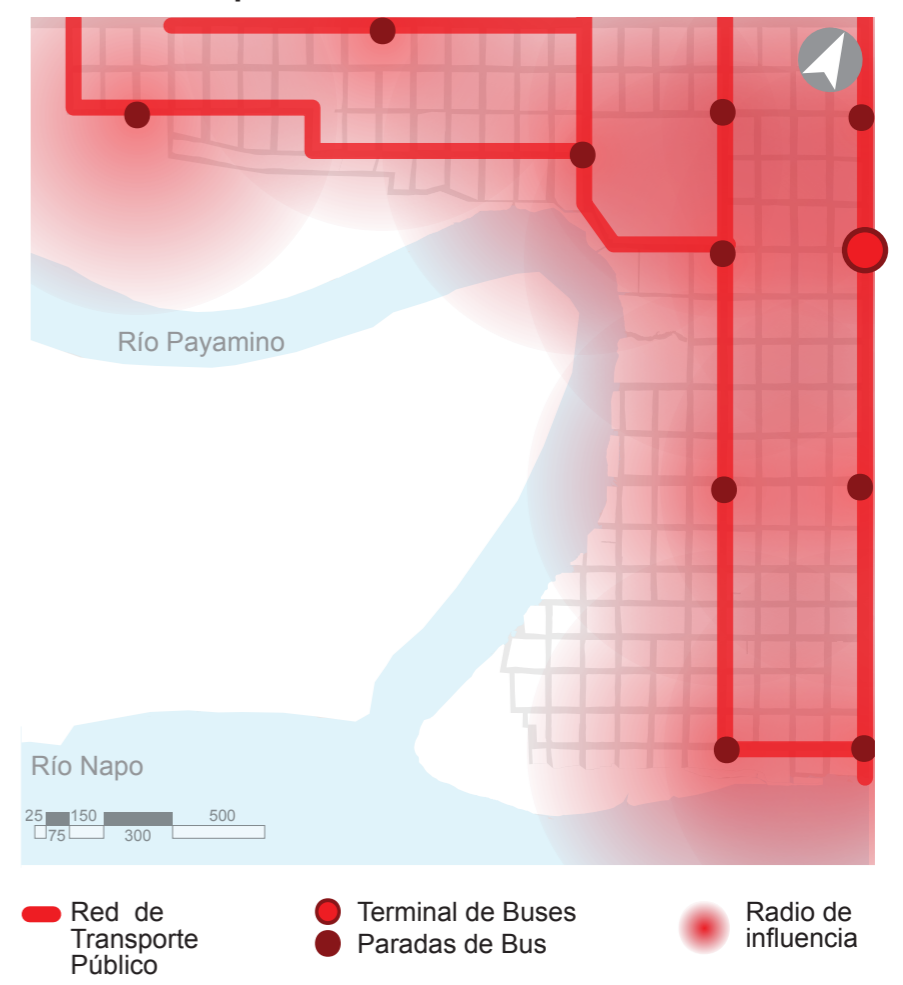 Río Payamino
Río Napo
25 150 500
75 300
Red de
Transporte
Público
Terminal de Buses
Paradas de Bus
Radio de
influencia